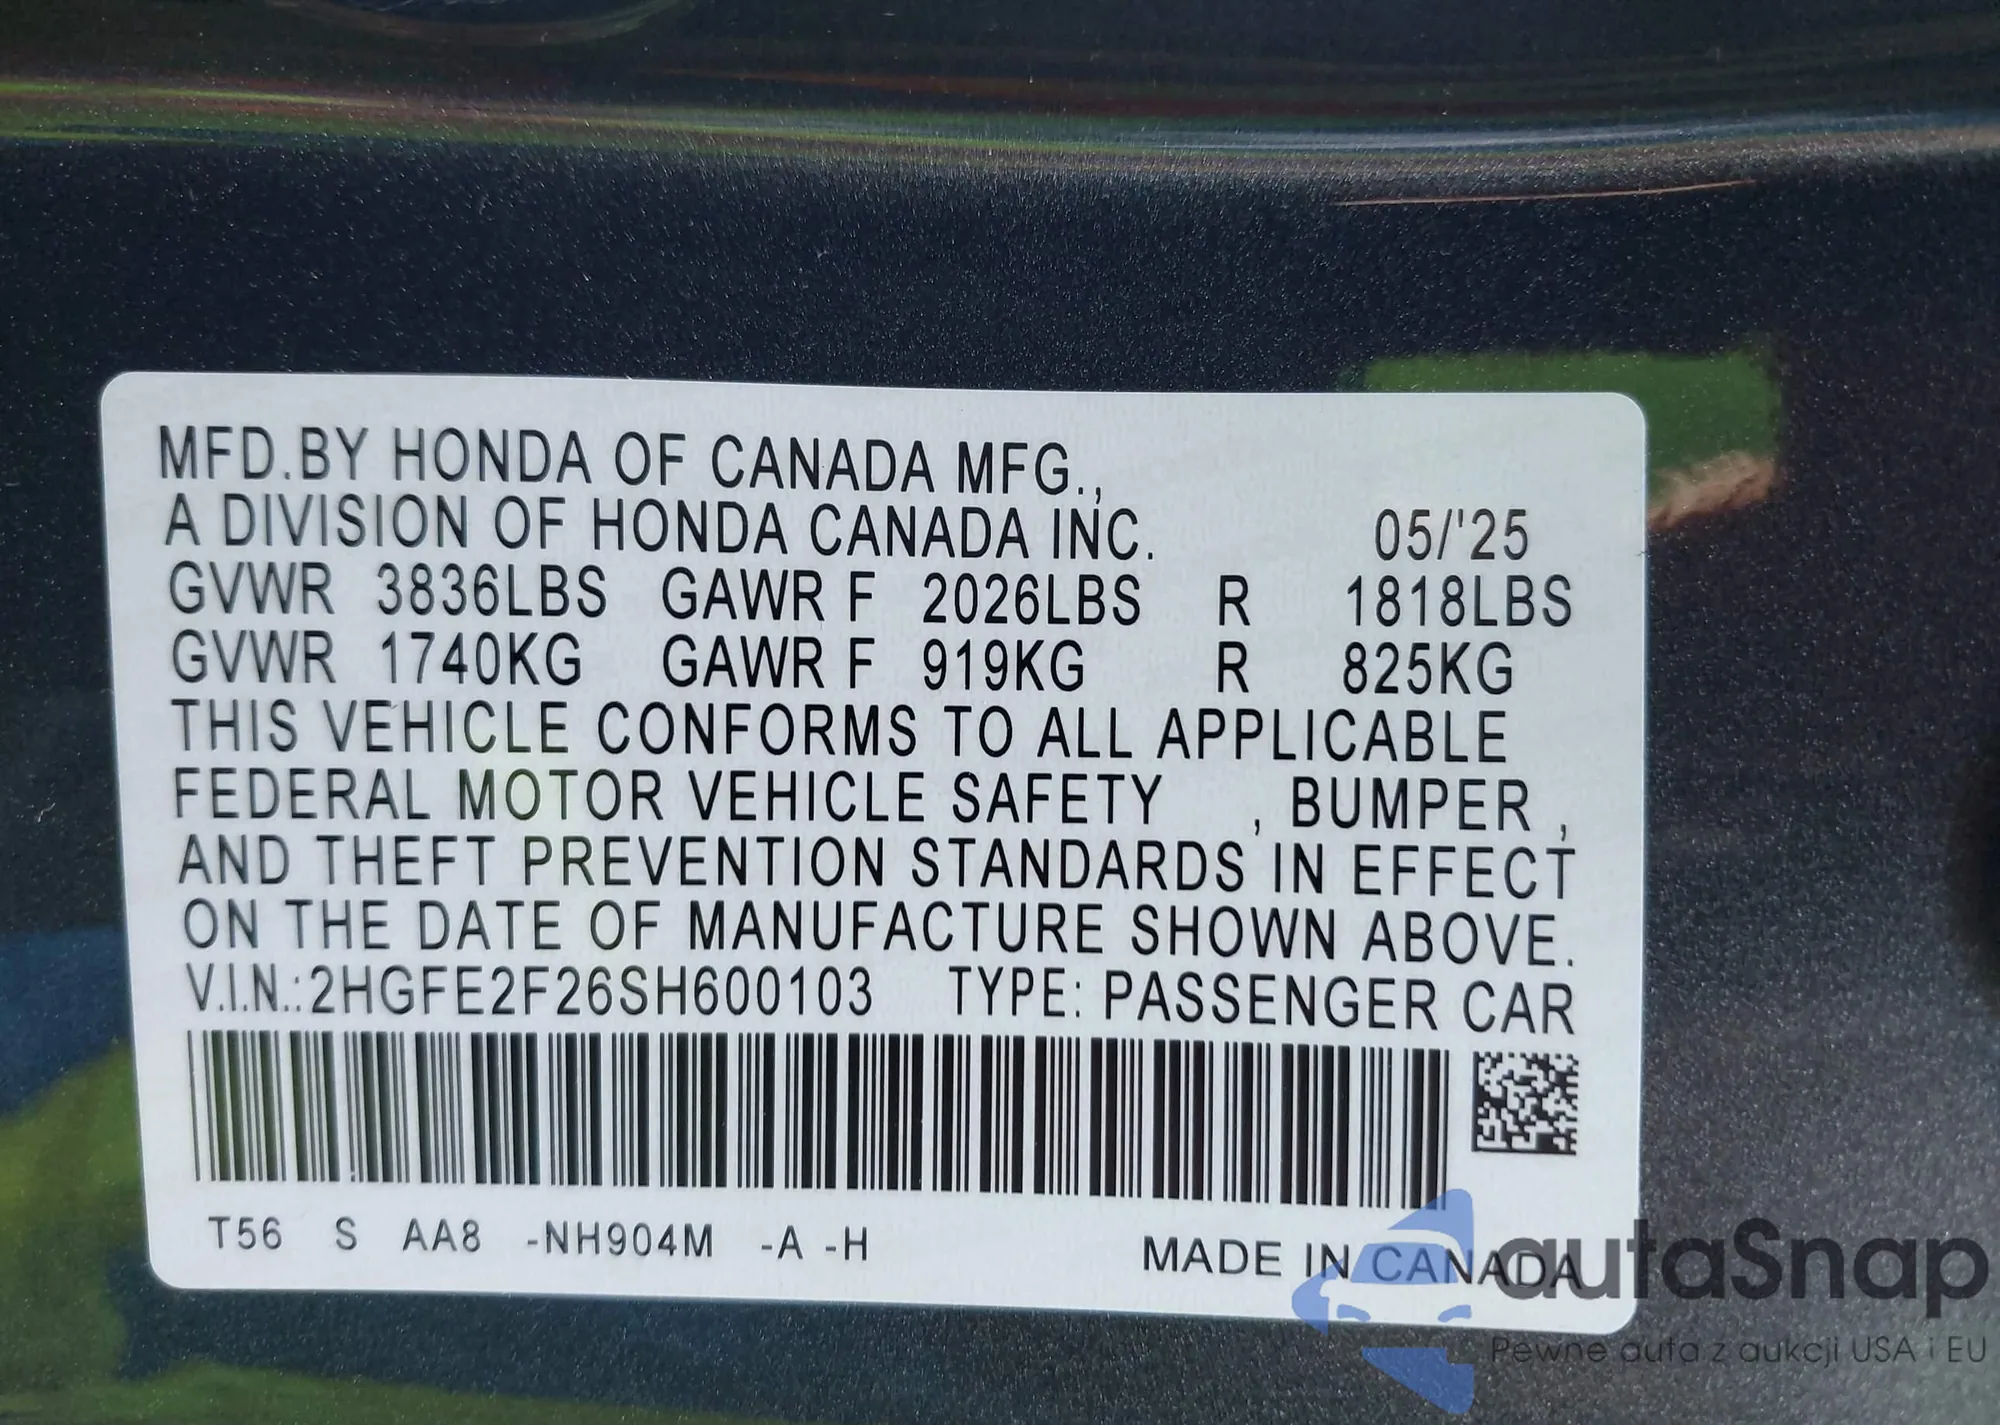 MFD.BY HONDA OF CANADA MFG.,
A DIVISION OF HONDA CANADA INC. 05/'25
GVWR 3836LBS GAWR F 2026LBS R 1818LBS
GVWR 1740KG GAWR F 919KG R 825KG
THIS VEHICLE CONFORMS TO ALL APPLICABLE
FEDERAL MOTOR VEHICLE SAFETY , BUMPER ,
AND THEFT PREVENTION STANDARDS IN EFFECT
ON THE DATE OF MANUFACTURE SHOWN ABOVE.
V.I.N.:2HGFE2F26SH600103 TYPE: PASSENGER CAR
T56 S AA8 -NH904M -A -H MADE IN CANADA
autaSnap
Pewne auta z aukcji USA i EU